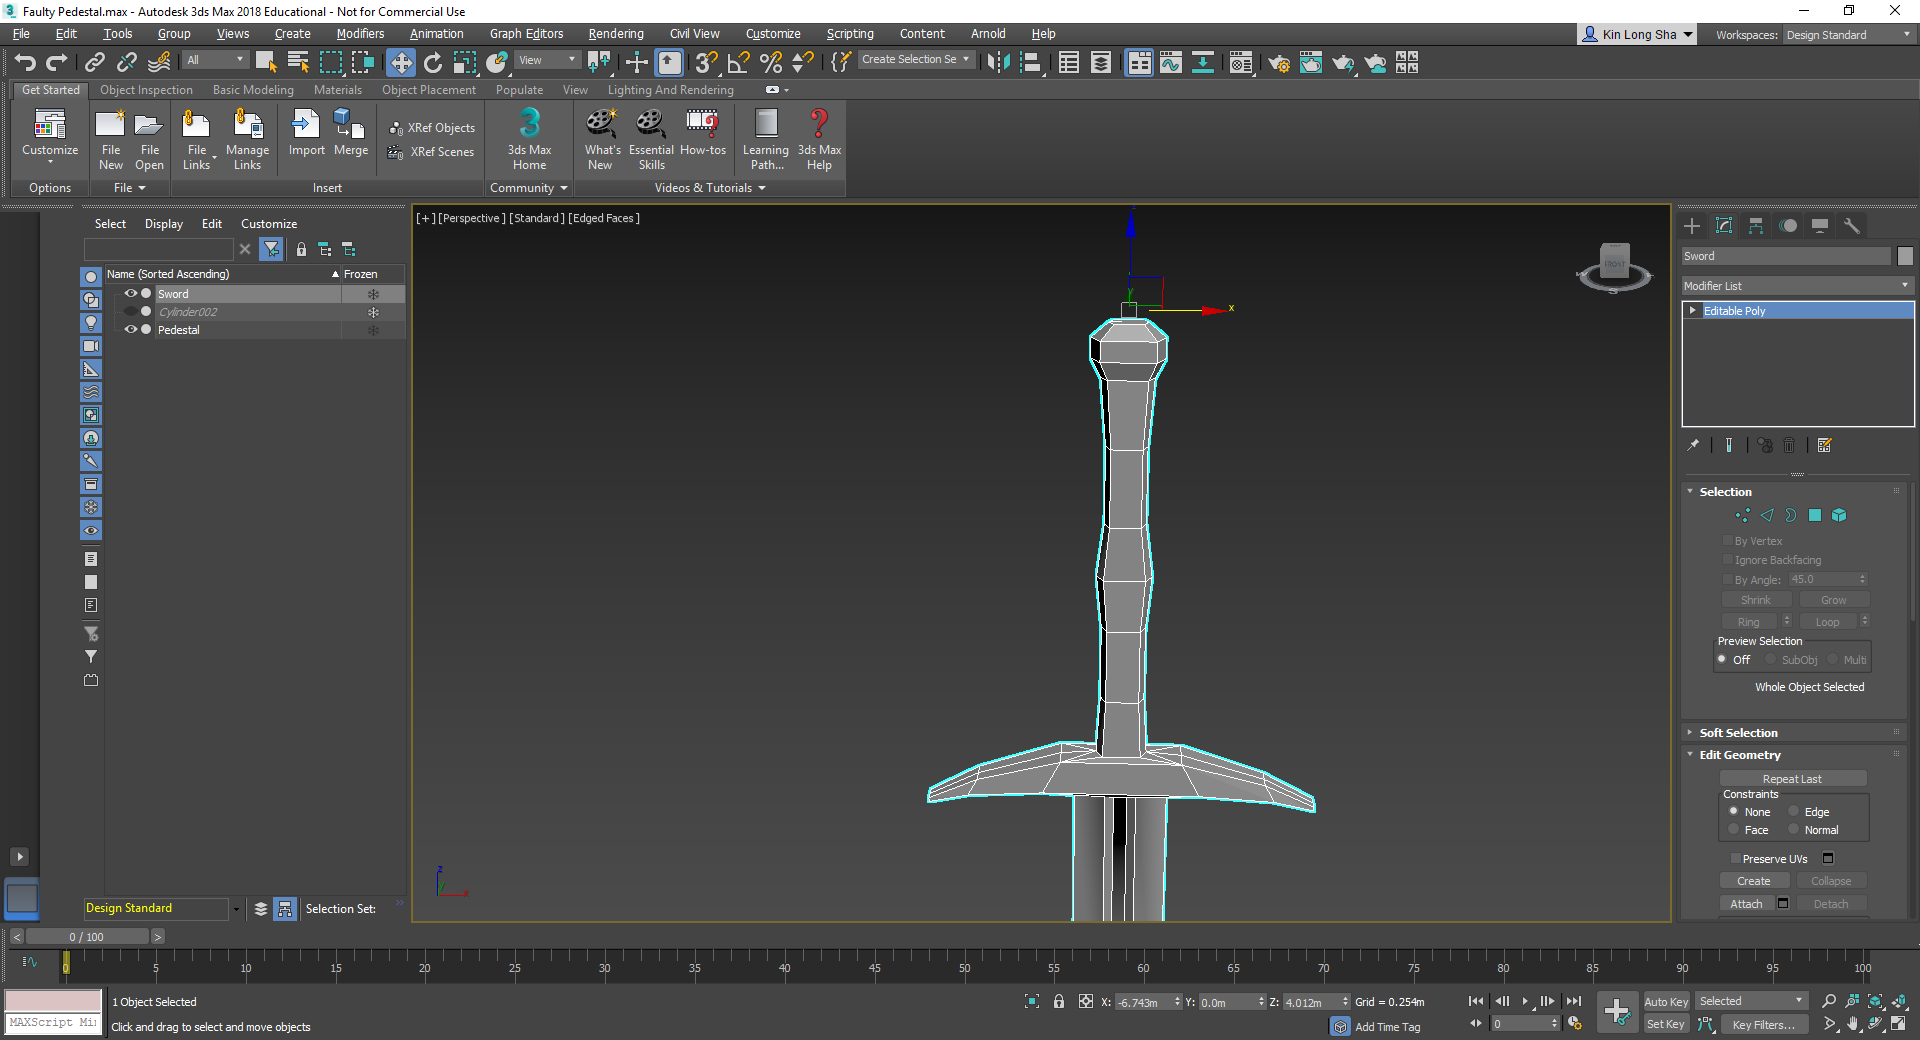 Faulty Pedestal.max - Autodesk 3ds Max 2018 Educational - Not for Commercial Use
File Edit Tools Group Views Create Modifiers Animation Graph Editors Rendering Civil View Customize Scripting Content Arnold Help
Kin Long Sha Workspaces: Design Standard
All View Create Selection Se
Get Started Object Inspection Basic Modeling Materials Object Placement Populate View Lighting And Rendering
Customize
File New
File Open
File Links
Manage Links
Import
Merge
XRef Objects
XRef Scenes
3ds Max Home
What's New
Essential Skills
How-tos
Learning Path...
3ds Max Help
Options File Insert Community Videos & Tutorials
Select Display Edit Customize
Name (Sorted Ascending) Frozen
Sword
Cylinder002
Pedestal
[+] [Perspective ] [Standard ] [Edged Faces ]
z
y
x
FRONT
S
z
y
x
Sword
Modifier List
Editable Poly
Selection
By Vertex
Ignore Backfacing
By Angle: 45.0
Shrink Grow
Ring Loop
Preview Selection
Off SubObj Multi
Whole Object Selected
Soft Selection
Edit Geometry
Repeat Last
Constraints
None Edge
Face Normal
Preserve UVs
Create Collapse
Attach Detach
Design Standard Selection Set:
0 / 100
0 5 10 15 20 25 30 35 40 45 50 55 60 65 70 75 80 85 90 95 100
1 Object Selected
X: -6.743m Y: 0.0m Z: 4.012m Grid = 0.254m
Auto Key Selected
MAXScript Mi
Click and drag to select and move objects
Add Time Tag
0
Set Key Key Filters...